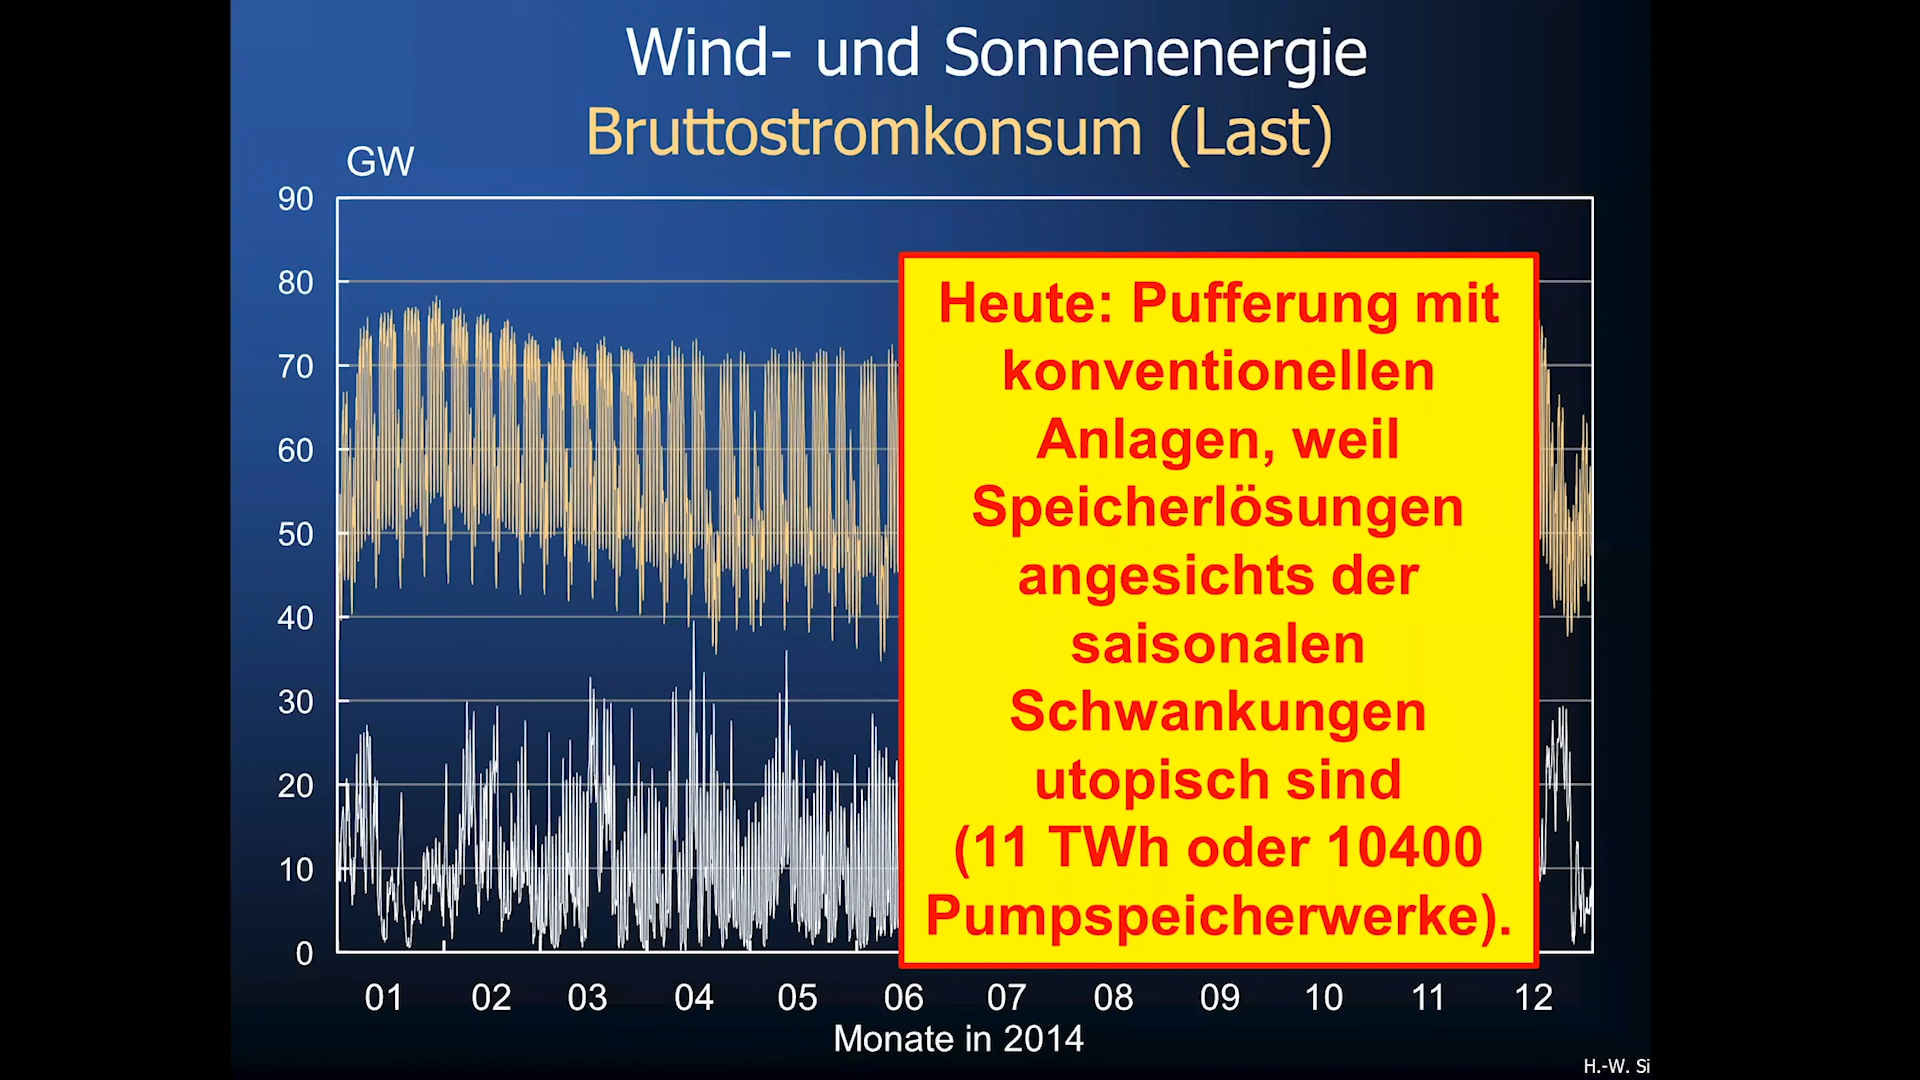 Wind- und Sonnenenergie
Bruttostromkonsum (Last)
GW
90
80
70
60
50
40
30
20
10
0
Heute: Pufferung mit
konventionellen
Anlagen, weil
Speicherlösungen
angesichts der
saisonalen
Schwankungen
utopisch sind
(11 TWh oder 10400
Pumpspeicherwerke).
01 02 03 04 05 06 07 08 09 10 11 12
Monate in 2014
H.-W. Si